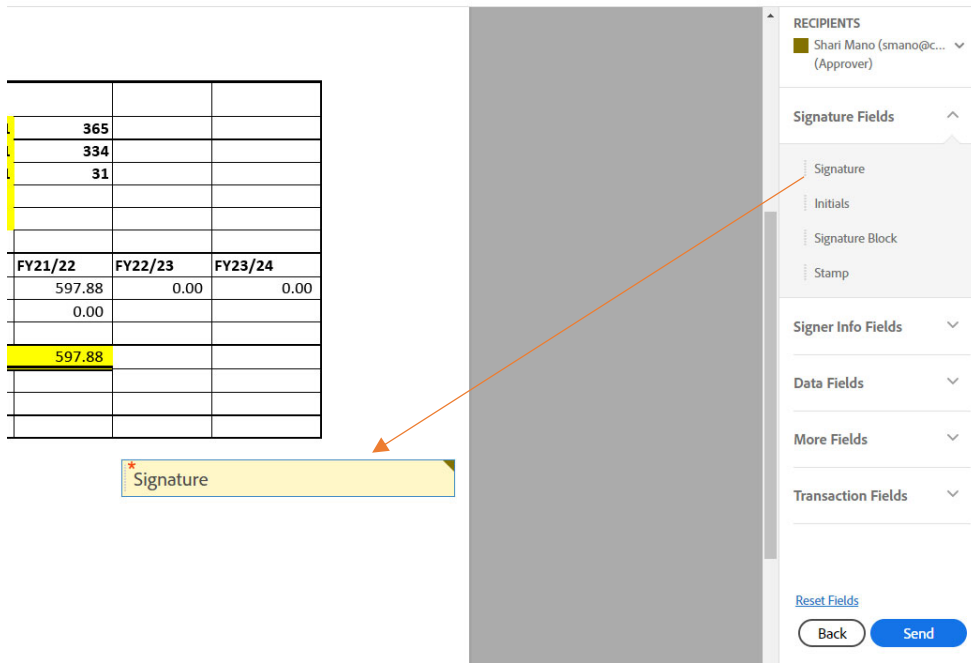 365
334
31
FY21/22 FY22/23 FY23/24
597.88 0.00 0.00
0.00
597.88
* Signature
RECIPIENTS
Shari Mano (smano@c...
(Approver)
Signature Fields
Signature
Initials
Signature Block
Stamp
Signer Info Fields
Data Fields
More Fields
Transaction Fields
Reset Fields
Back Send